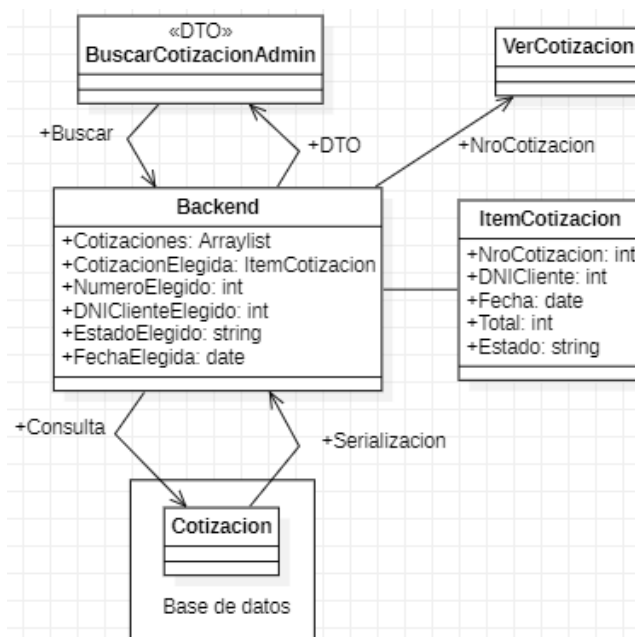 «DTO»
BuscarCotizacionAdmin
VerCotizacion
+Buscar
+DTO
+NroCotizacion
Backend
+Cotizaciones: Arraylist
+CotizacionElegida: ItemCotizacion
+NumeroElegido: int
+DNIClienteElegido: int
+EstadoElegido: string
+FechaElegida: date
ItemCotizacion
+NroCotizacion: int
+DNICliente: int
+Fecha: date
+Total: int
+Estado: string
+Consulta
+Serializacion
Cotizacion
Base de datos